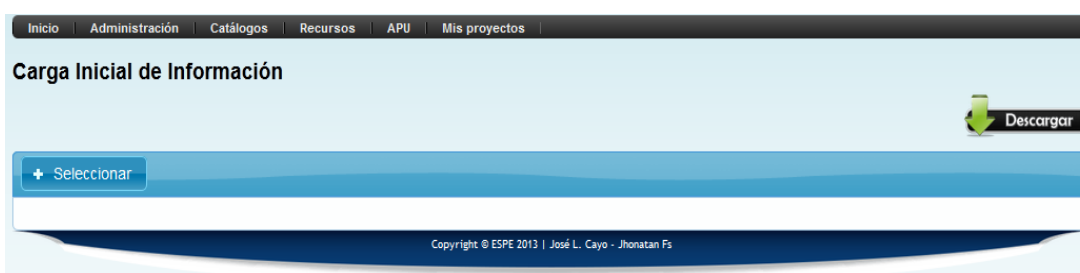 Inicio Administración Catálogos Recursos APU Mis proyectos
Carga Inicial de Información
Descargar
+ Seleccionar
Copyright © ESPE 2013 | José L. Cayo - Jhonatan Fs